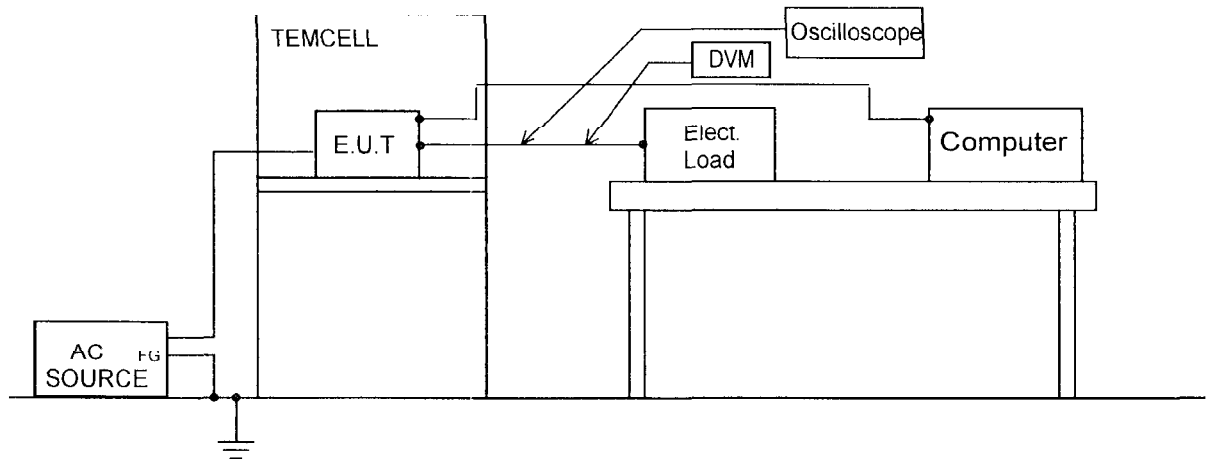 Oscilloscope
TEMCELL
DVM
E.U.T
Elect.
Load
Computer
AC
FG
SOURCE